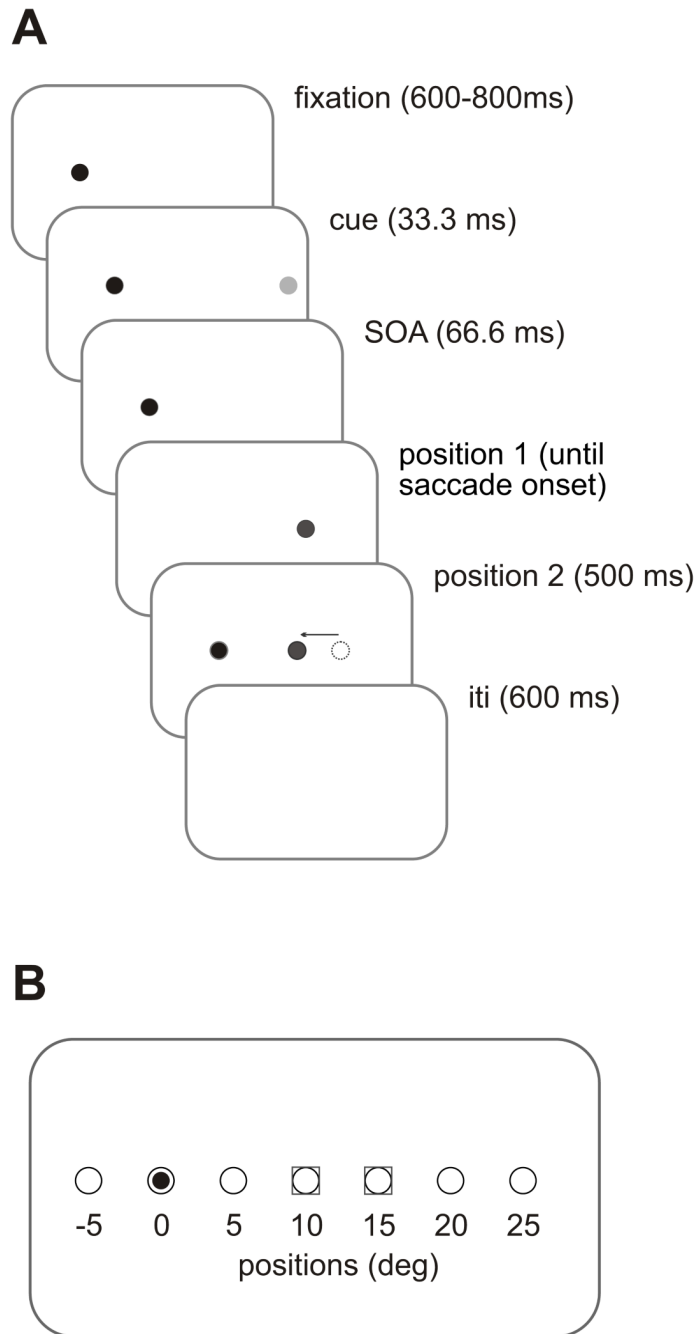 A
fixation (600-800ms)
cue (33.3 ms)
SOA (66.6 ms)
position 1 (until
saccade onset)
position 2 (500 ms)
iti (600 ms)
B
-5 0 5 10 15 20 25
positions (deg)